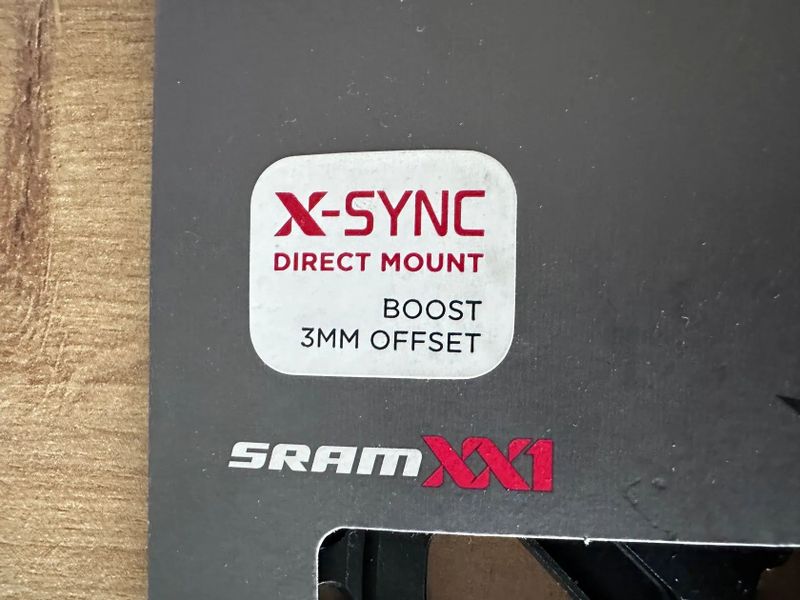 X-SYNC
DIRECT MOUNT
BOOST
3MM OFFSET
SRAM XX1